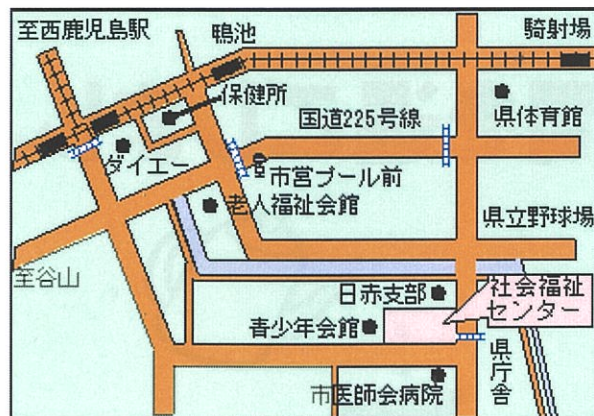 至西鹿児島駅
鴨池
騎射場
保健所
国道225号線
県体育館
ダイエー
市営プール前
老人福祉会館
県立野球場
至谷山
日赤支部
社会福祉
センター
青少年会館
県庁舎
市医師会病院